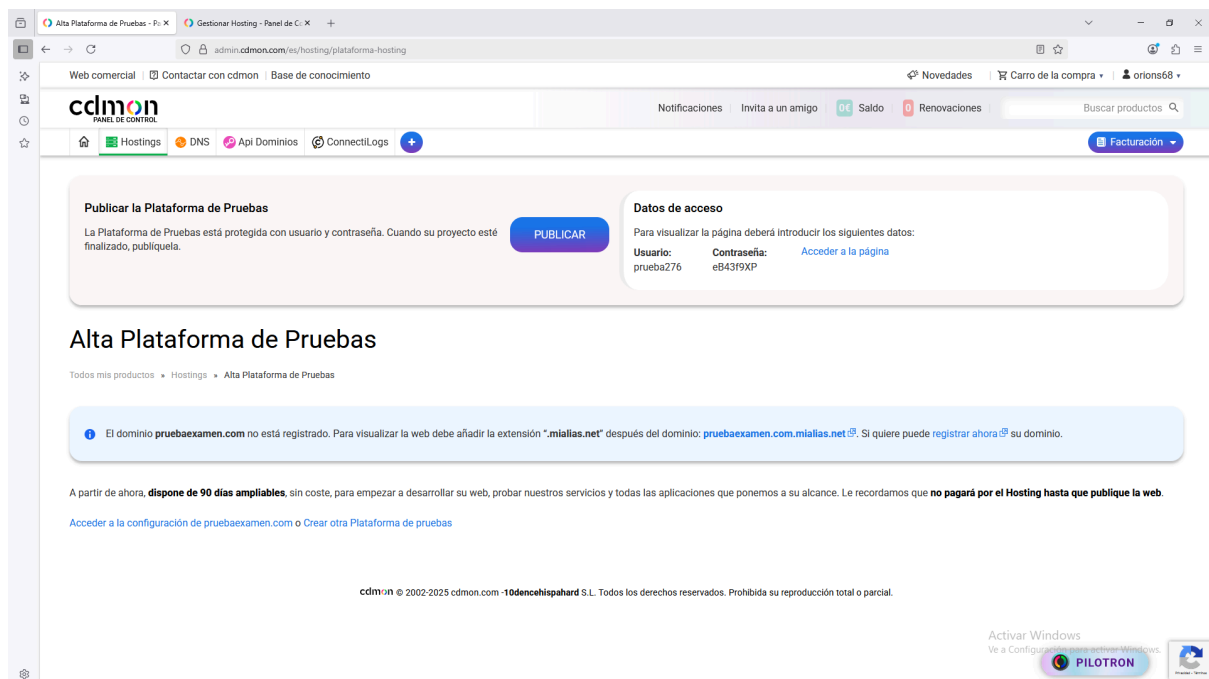 Alta Plataforma de Pruebas - Pa
Gestionar Hosting - Panel de C
admin.cdmon.com/es/hosting/plataforma-hosting
Web comercial
Contactar con cdmon
Base de conocimiento
Novedades
Carro de la compra
orions68
cdmon
PANEL DE CONTROL
Notificaciones
Invita a un amigo
0€ Saldo
0 Renovaciones
Buscar productos
Hostings
DNS
Api Dominios
ConnectiLogs
Facturación
Publicar la Plataforma de Pruebas
La Plataforma de Pruebas está protegida con usuario y contraseña. Cuando su proyecto esté
finalizado, publíquela.
PUBLICAR
Datos de acceso
Para visualizar la página deberá introducir los siguientes datos:
Usuario: Contraseña: Acceder a la página
prueba276 eB43f9XP
Alta Plataforma de Pruebas
Todos mis productos • Hostings • Alta Plataforma de Pruebas
El dominio pruebaexamen.com no está registrado. Para visualizar la web debe añadir la extensión ".mialias.net" después del dominio: pruebaexamen.com.mialias.net. Si quiere puede registrar ahora su dominio.
A partir de ahora, dispone de 90 días ampliables, sin coste, para empezar a desarrollar su web, probar nuestros servicios y todas las aplicaciones que ponemos a su alcance. Le recordamos que no pagará por el Hosting hasta que publique la web.
Acceder a la configuración de pruebaexamen.com o Crear otra Plataforma de pruebas
cdmon © 2002-2025 cdmon.com -10dencehispahard S.L. Todos los derechos reservados. Prohibida su reproducción total o parcial.
Activar Windows
Ve a Configuración para activar Windows.
PILOTRON